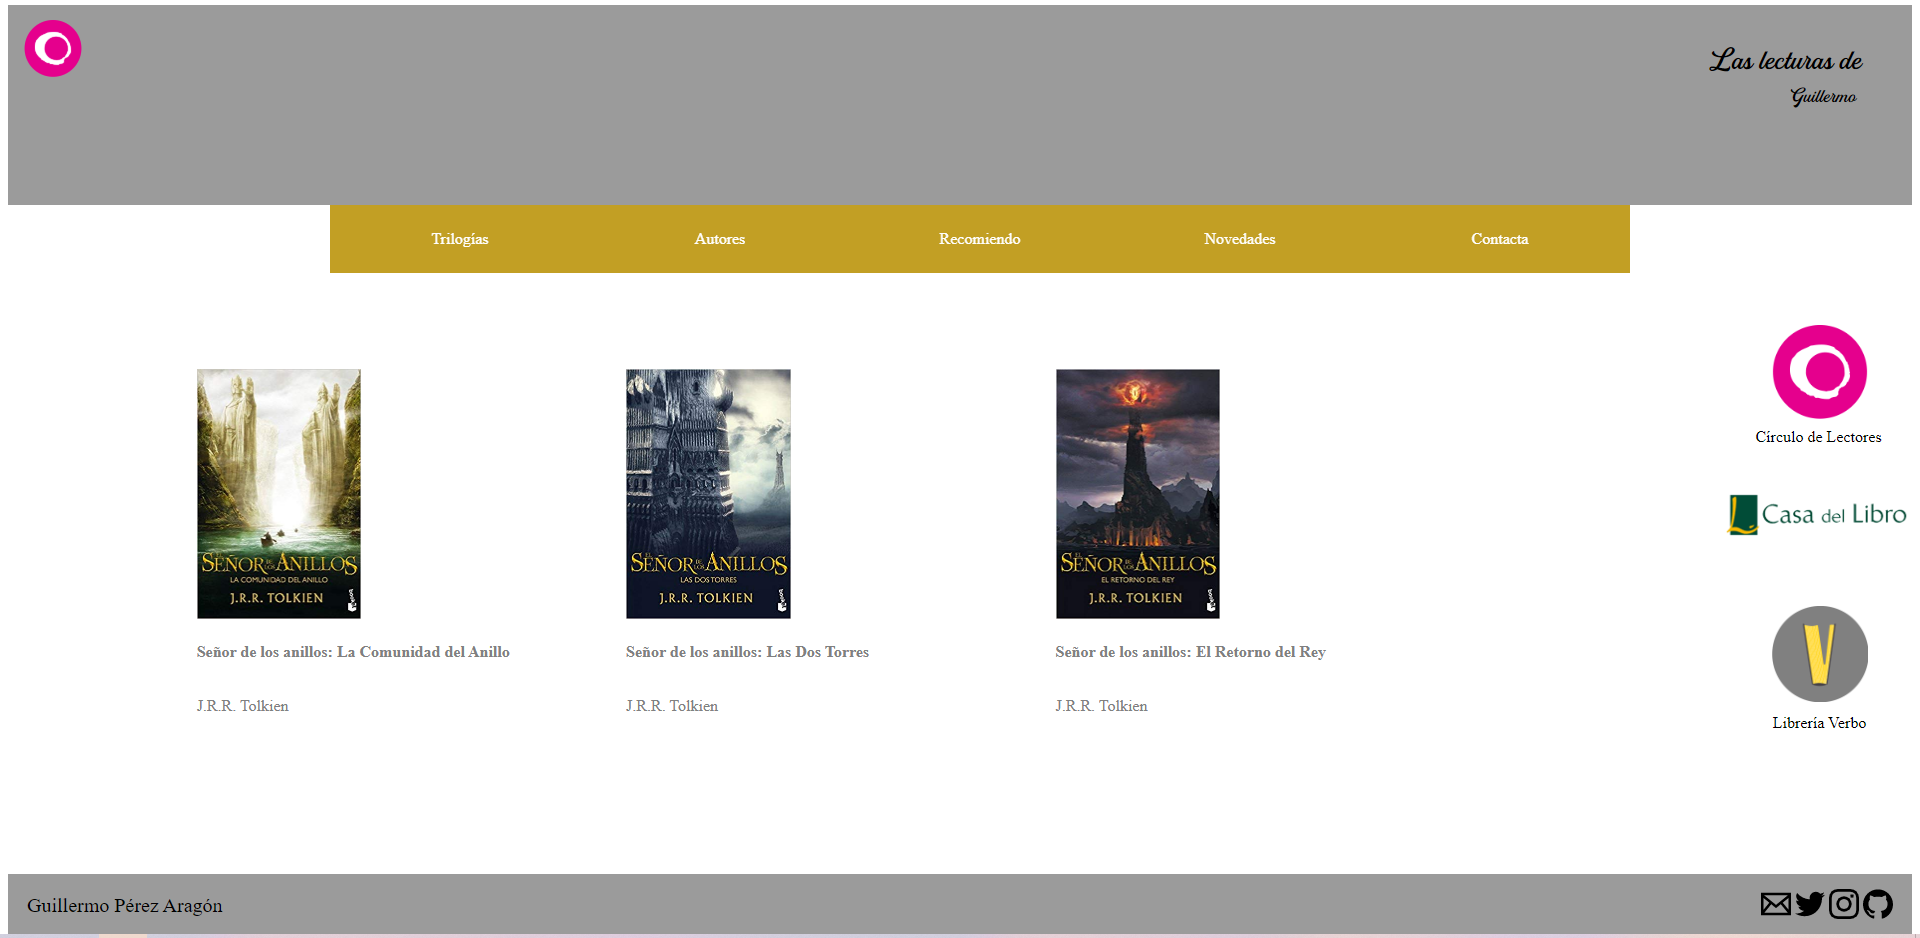 Las lecturas de
Guillermo
Trilogías Autores Recomiendo Novedades Contacta
EL SEÑOR DE LOS ANILLOS
LA COMUNIDAD DEL ANILLO
J.R.R. TOLKIEN
booket
Señor de los anillos: La Comunidad del Anillo
J.R.R. Tolkien
EL SEÑOR DE LOS ANILLOS
LAS DOS TORRES
J.R.R. TOLKIEN
booket
Señor de los anillos: Las Dos Torres
J.R.R. Tolkien
EL SEÑOR DE LOS ANILLOS
EL RETORNO DEL REY
J.R.R. TOLKIEN
booket
Señor de los anillos: El Retorno del Rey
J.R.R. Tolkien
Círculo de Lectores
Casa del Libro
Librería Verbo
Guillermo Pérez Aragón